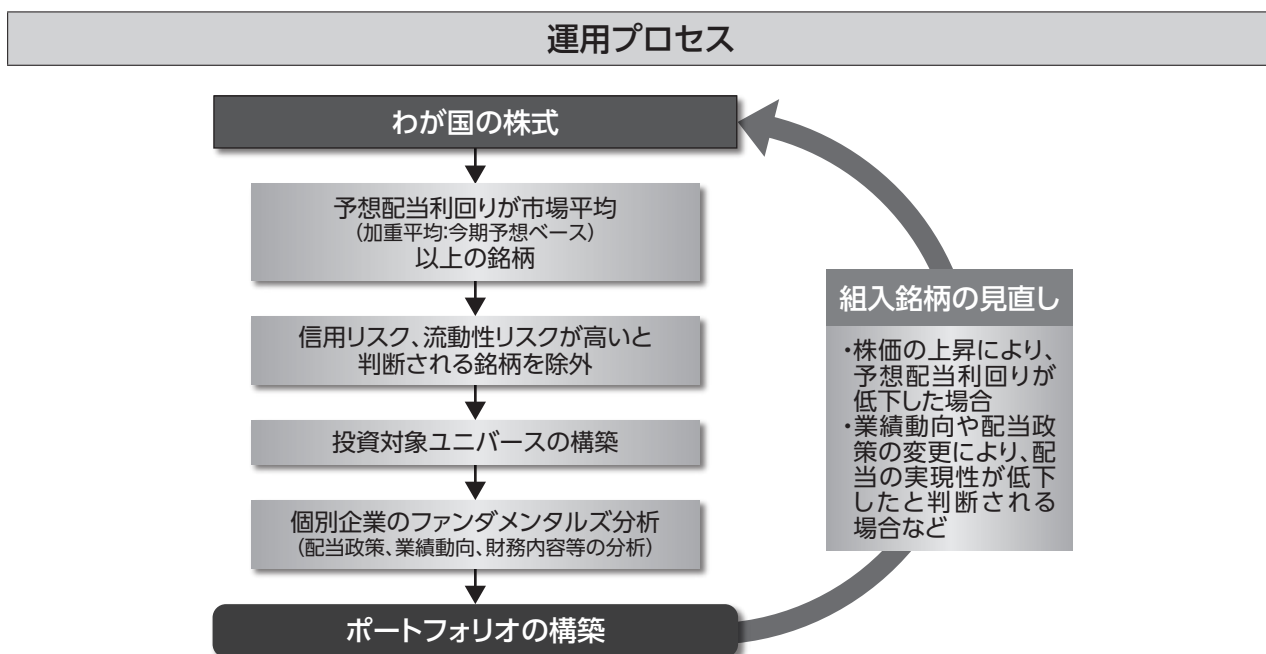 運用プロセス
わが国の株式
予想配当利回りが市場平均
(加重平均:今期予想ベース)
以上の銘柄
信用リスク、流動性リスクが高いと
判断される銘柄を除外
投資対象ユニバースの構築
個別企業のファンダメンタルズ分析
(配当政策、業績動向、財務内容等の分析)
ポートフォリオの構築
組入銘柄の見直し
・株価の上昇により、
予想配当利回りが
低下した場合
・業績動向や配当政
策の変更により、配
当の実現性が低下
したと判断される
場合など